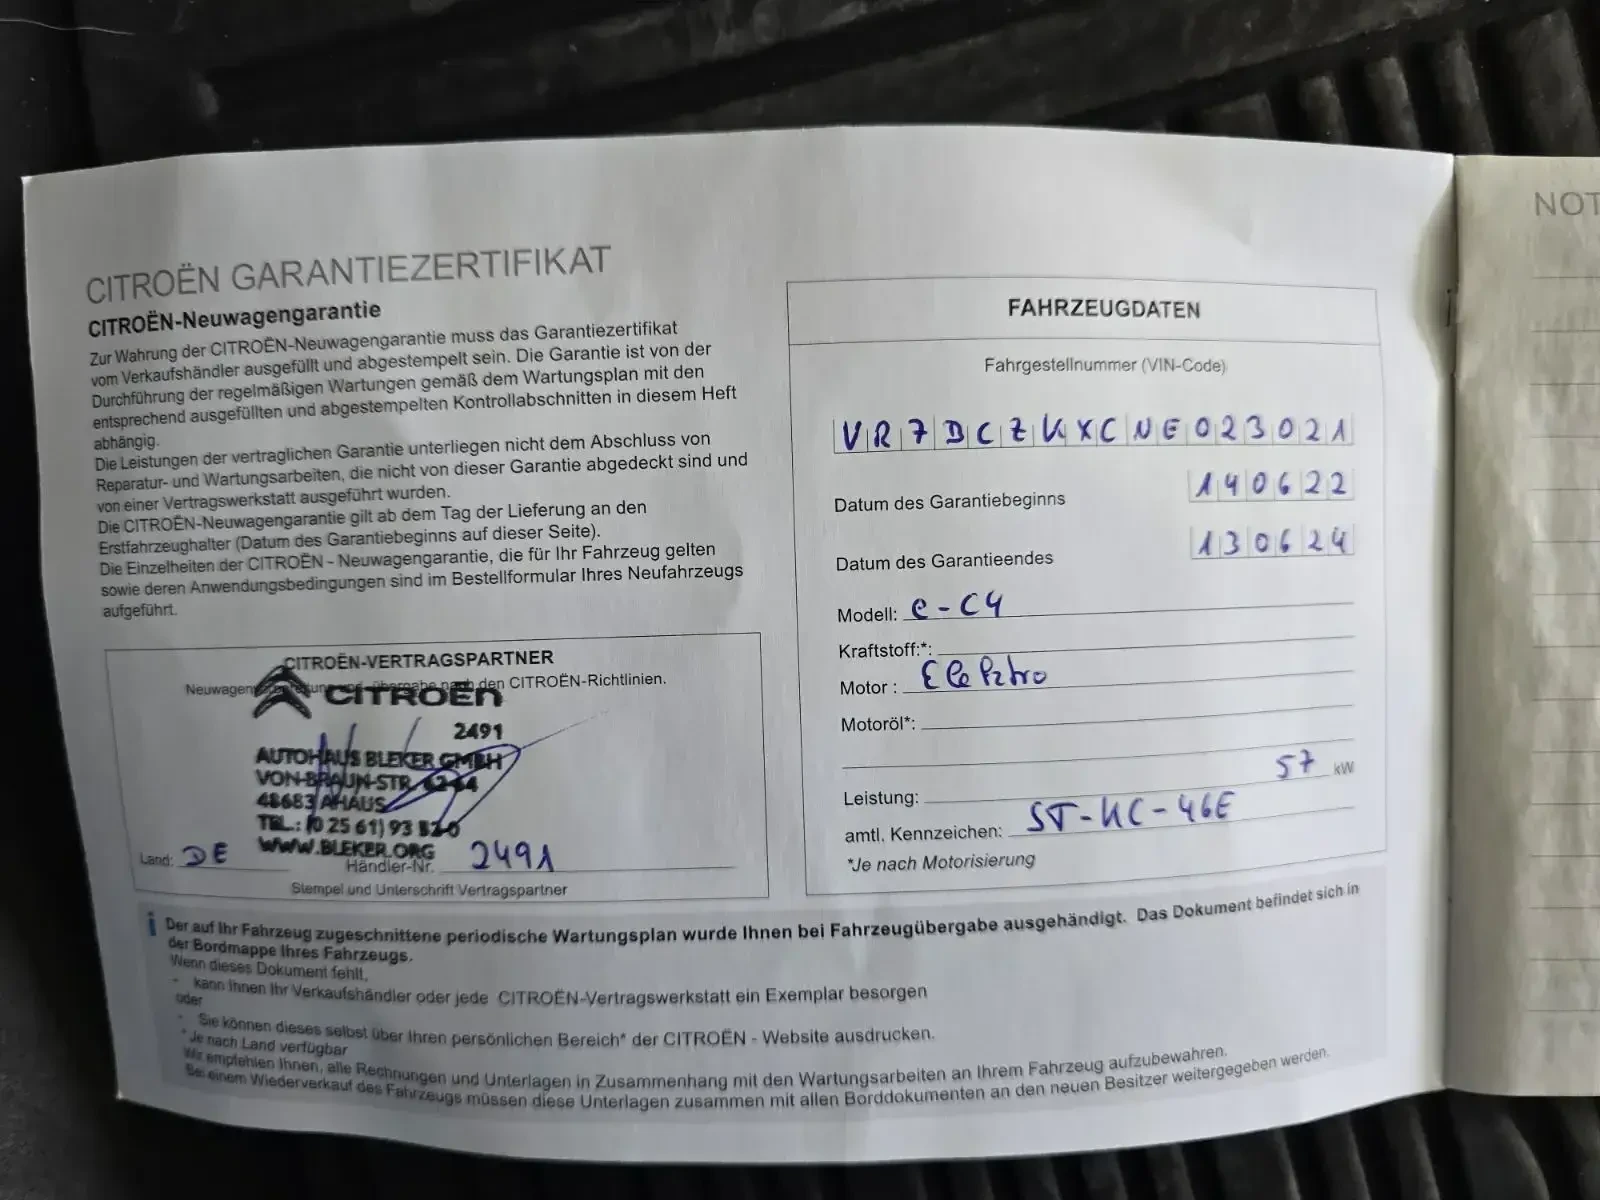 CITROËN GARANTIEZERTIFIKAT
CITROËN-Neuwagengarantie
Zur Wahrung der CITROËN-Neuwagengarantie muss das Garantiezertifikat
vom Verkaufshändler ausgefüllt und abgestempelt sein. Die Garantie ist von der
Durchführung der regelmäßigen Wartungen gemäß dem Wartungsplan mit den
entsprechend ausgefüllten und abgestempelten Kontrollabschnitten in diesem Heft
abhängig.
Die Leistungen der vertraglichen Garantie unterliegen nicht dem Abschluss von
Reparatur- und Wartungsarbeiten, die nicht von dieser Garantie abgedeckt sind und
von einer Vertragswerkstatt ausgeführt wurden.
Die CITROËN-Neuwagengarantie gilt ab dem Tag der Lieferung an den
Erstfahrzeughalter (Datum des Garantiebeginns auf dieser Seite).
Die Einzelheiten der CITROËN - Neuwagengarantie, die für Ihr Fahrzeug gelten
sowie deren Anwendungsbedingungen sind im Bestellformular Ihres Neufahrzeugs
aufgeführt.
CITROËN-VERTRAGSPARTNER
nach den CITROËN-Richtlinien.
CITROËN
2491
AUTOHAUS BLEKER GMBH
VON-BRAUN-STR.
48683 AHAUS
TEL.: (0 25 61) 93
WWW.BLEKER.ORG
Land: DE
Händler-Nr. 2491
Stempel und Unterschrift Vertragspartner
FAHRZEUGDATEN
Fahrgestellnummer (VIN-Code)
VR7BCZKXCNE023021
Datum des Garantiebeginns 140622
Datum des Garantieendes 130624
Modell: e-C4
Kraftstoff:*:
Motor : Elektro
Motoröl*:
Leistung: 57 kW
amtl. Kennzeichen: ST-KC-46E
*Je nach Motorisierung
i Der auf Ihr Fahrzeug zugeschnittene periodische Wartungsplan wurde Ihnen bei Fahrzeugübergabe ausgehändigt. Das Dokument befindet sich in
der Bordmappe Ihres Fahrzeugs.
Wenn dieses Dokument fehlt,
* kann Ihnen Ihr Verkaufshändler oder jede CITROËN-Vertragswerkstatt ein Exemplar besorgen
oder
* Sie können dieses selbst über Ihren persönlichen Bereich* der CITROËN - Website ausdrucken.
*Je nach Land verfügbar
Wir empfehlen Ihnen, alle Rechnungen und Unterlagen in Zusammenhang mit den Wartungsarbeiten an Ihrem Fahrzeug aufzubewahren.
Bei einem Wiederverkauf des Fahrzeugs müssen diese Unterlagen zusammen mit allen Borddokumenten an den neuen Besitzer weitergegeben werden.
NOT